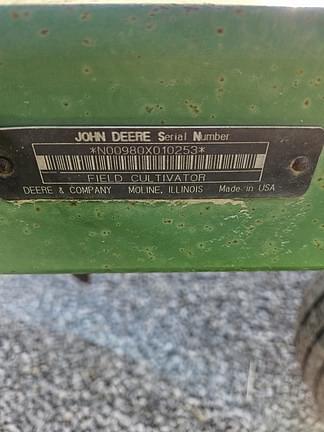 JOHN DEERE Serial Number
*N00980X010253*
FIELD CULTIVATOR
DEERE & COMPANY MOLINE, ILLINOIS Made in USA